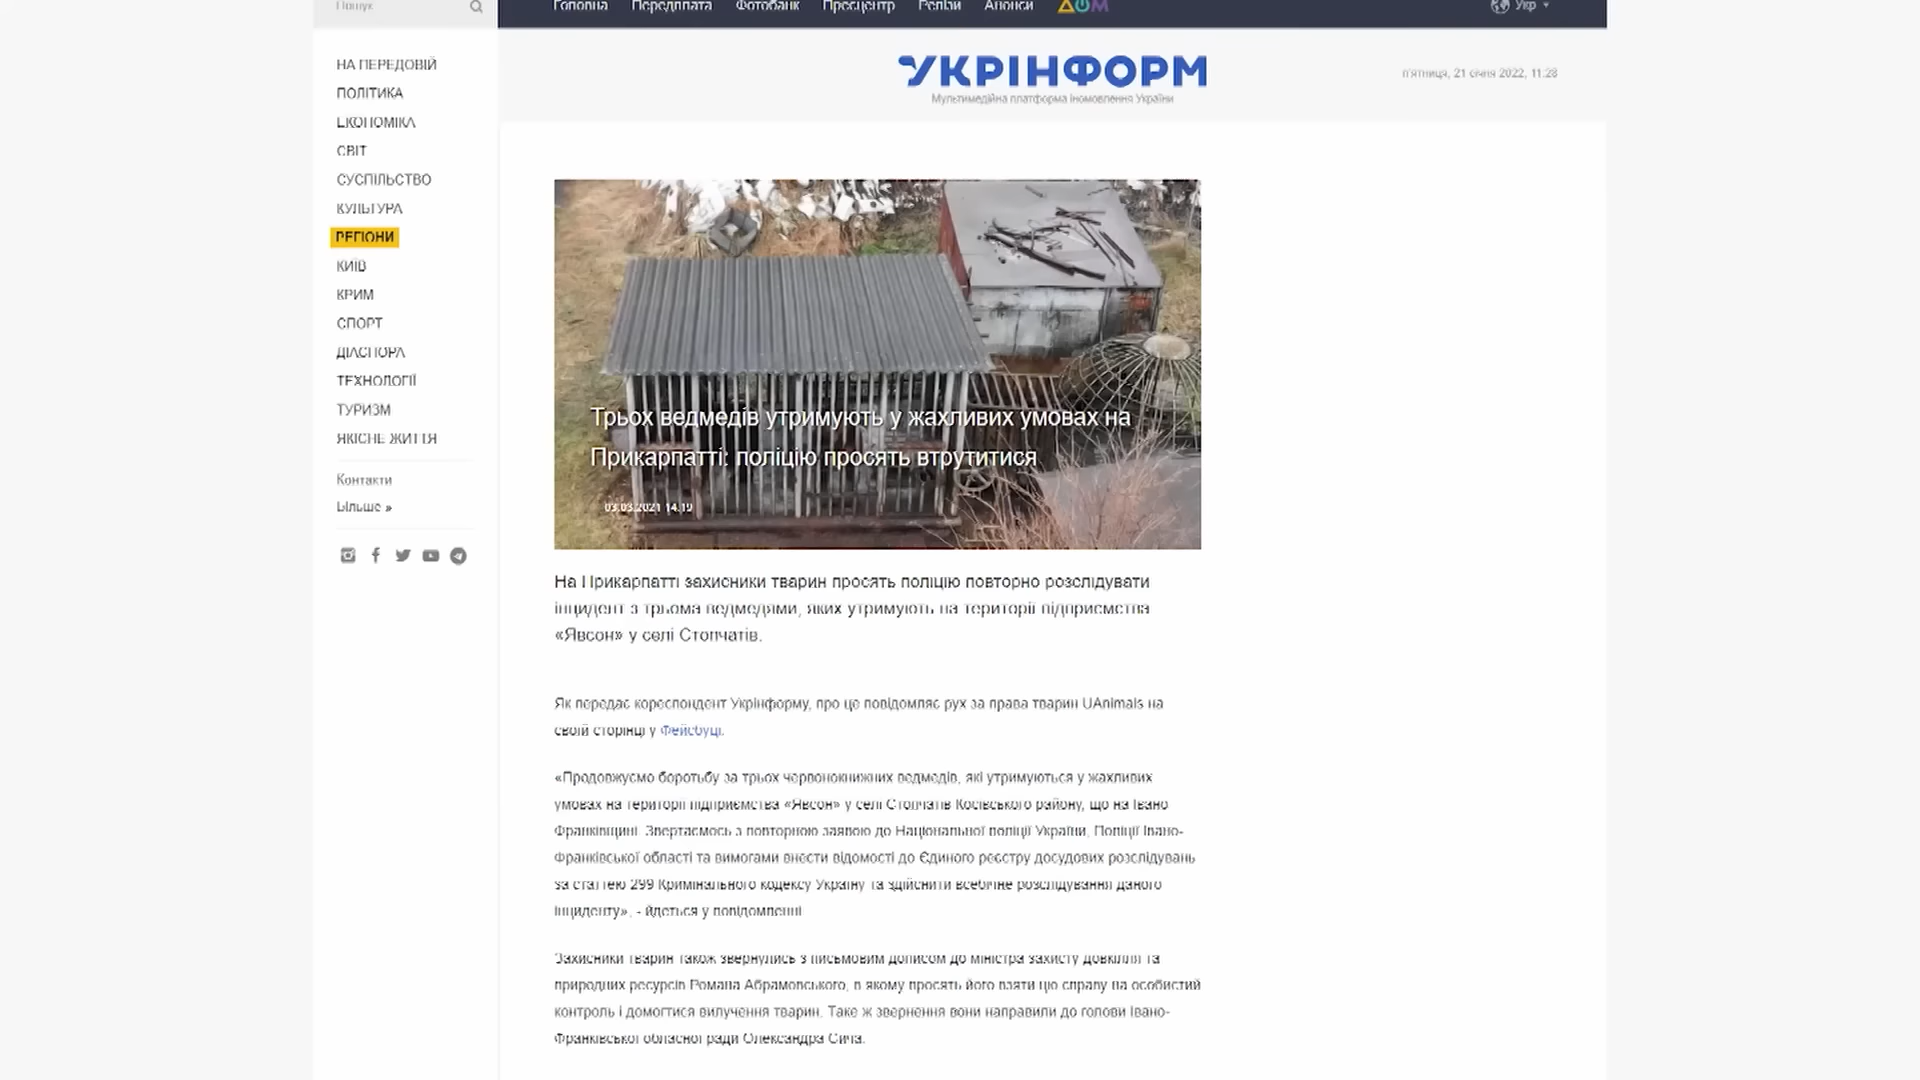 Пошук
Головна Передплата Фотобанк Пресцентр Релізи Анонси ДОМ Укр
УКРІНФОРМ
Мультимедійна платформа іномовлення України
п'ятниця, 21 січня 2022, 11:28
НА ПЕРЕДОВІЙ
ПОЛІТИКА
ЕКОНОМІКА
СВІТ
СУСПІЛЬСТВО
КУЛЬТУРА
РЕГІОНИ
КИЇВ
КРИМ
СПОРТ
ДІАСПОРА
ТЕХНОЛОГІЇ
ТУРИЗМ
ЯКІСНЕ ЖИТТЯ
Контакти
Більше »
Трьох ведмедів утримують у жахливих умовах на
Прикарпатті: поліцію просять втрутитися
03.03.2021 14:19
На Прикарпатті захисники тварин просять поліцію повторно розслідувати
інцидент з трьома ведмедями, яких утримують на території підприємства
«Явсон» у селі Стопчатів.
Як передає кореспондент Укрінформу, про це повідомляє рух за права тварин UAnimals на
своїй сторінці у Фейсбуці.
«Продовжуємо боротьбу за трьох червонокнижних ведмедів, які утримуються у жахливих
умовах на території підприємства «Явсон» у селі Стопчатів Косівського району, що на Івано-
Франківщині. Звертаємось з повторною заявою до Національної поліції України, Поліції Івано-
Франківської області та вимогами внести відомості до Єдиного реєстру досудових розслідувань
за статтею 299 Кримінального кодексу Україну та здійснити всебічне розслідування даного
інциденту», - йдеться у повідомленні.
Захисники тварин також звернулись з письмовим дописом до міністра захисту довкілля та
природних ресурсів Романа Абрамовського, в якому просять його взяти цю справу на особистий
контроль і домогтися вилучення тварин. Таке ж звернення вони направили до голови Івано-
Франківської обласної ради Олександра Сича.